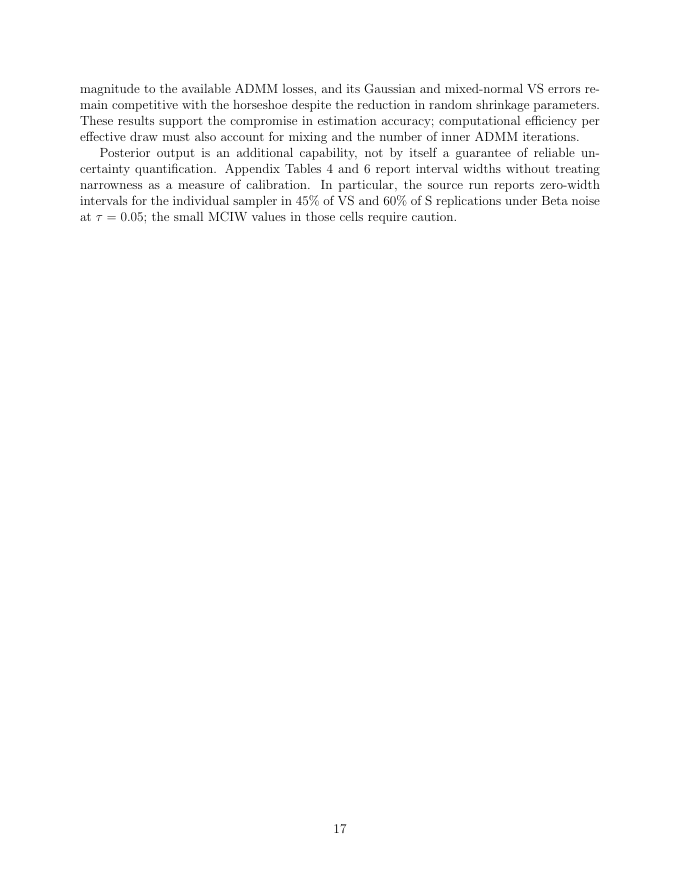 magnitude to the available ADMM losses, and its Gaussian and mixed-normal VS errors re-
main competitive with the horseshoe despite the reduction in random shrinkage parameters.
These results support the compromise in estimation accuracy; computational efficiency per
effective draw must also account for mixing and the number of inner ADMM iterations.
Posterior output is an additional capability, not by itself a guarantee of reliable un-
certainty quantification. Appendix Tables 4 and 6 report interval widths without treating
narrowness as a measure of calibration. In particular, the source run reports zero-width
intervals for the individual sampler in 45% of VS and 60% of S replications under Beta noise
at τ = 0.05; the small MCIW values in those cells require caution.
17